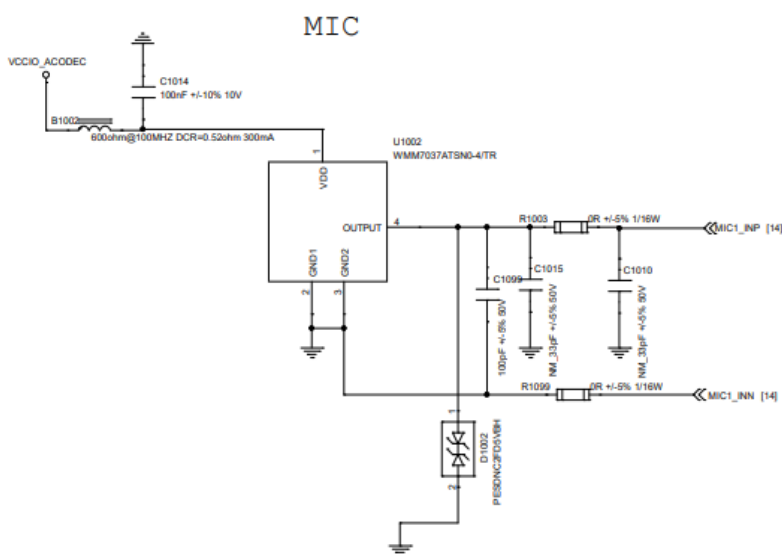 MIC
VCCIO_ACODEC
C1014
100nF +/-10% 10V
B1002
600ohm@100MHZ DCR=0.52ohm 300mA
U1002
WMM7037ATSN0-4/TR
1
VDD
OUTPUT
4
GND1
GND2
2
3
R1003
0R +/-5% 1/16W
MIC1_INP [14]
C1099
100pF +/-5% 50V
C1015
NM_33pF +/-5% 50V
C1010
NM_33pF +/-5% 50V
R1099
0R +/-5% 1/16W
MIC1_INN [14]
1
D1002
PESDNC2FD5VBH
2